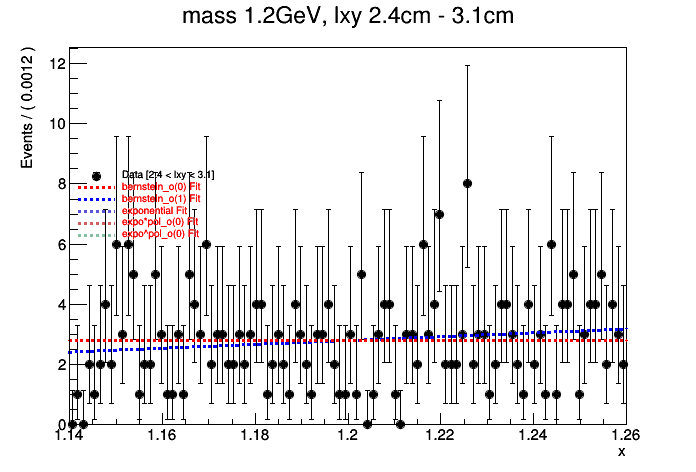 mass 1.2GeV, lxy 2.4cm - 3.1cm
Events / ( 0.0012 )
12
10
8
6
4
2
0
Data [2.4 < lxy < 3.1]
bernstein_o(0) Fit
bernstein_o(1) Fit
exponential Fit
expo*pol_o(0) Fit
expo^pol_o(0) Fit
1.14 1.16 1.18 1.2 1.22 1.24 1.26
x